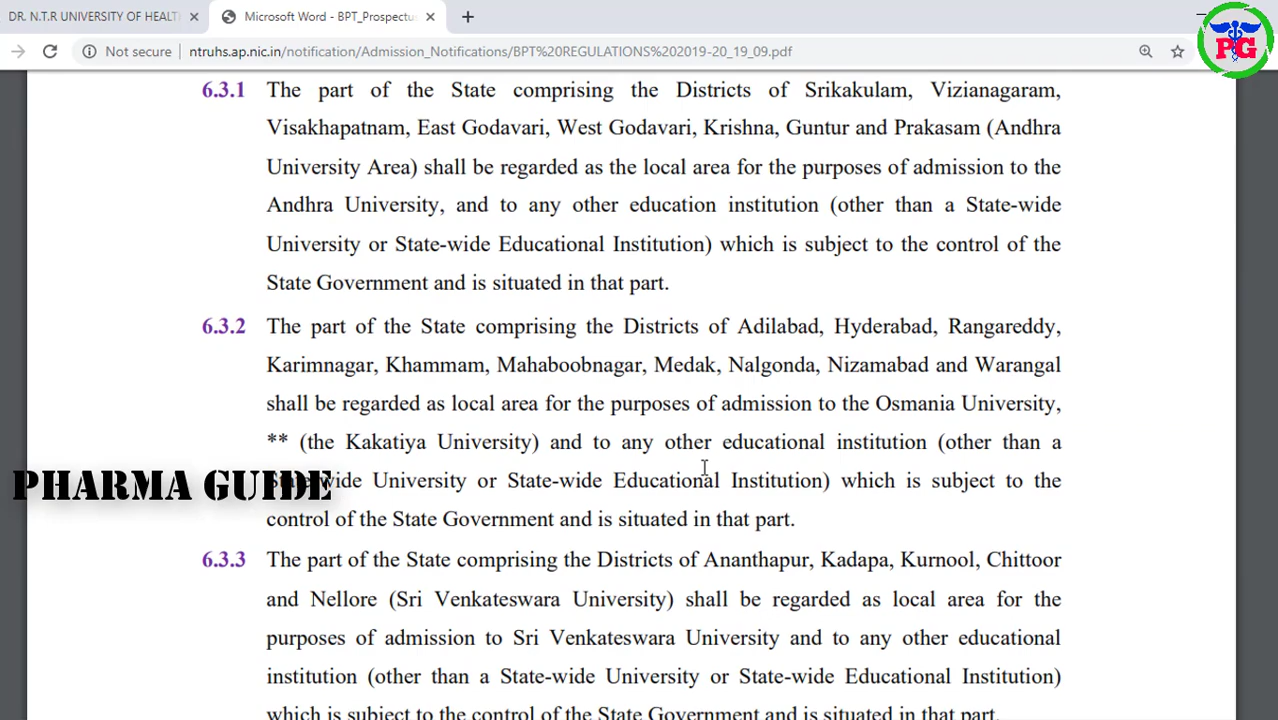 DR. N.T.R UNIVERSITY OF HEALT
Microsoft Word - BPT_Prospectu
PG
Not secure | ntruhs.ap.nic.in/notification/Admission_Notifications/BPT%20REGULATIONS%202019-20_19_09.pdf
6.3.1 The part of the State comprising the Districts of Srikakulam, Vizianagaram,
Visakhapatnam, East Godavari, West Godavari, Krishna, Guntur and Prakasam (Andhra
University Area) shall be regarded as the local area for the purposes of admission to the
Andhra University, and to any other education institution (other than a State-wide
University or State-wide Educational Institution) which is subject to the control of the
State Government and is situated in that part.
6.3.2 The part of the State comprising the Districts of Adilabad, Hyderabad, Rangareddy,
Karimnagar, Khammam, Mahaboobnagar, Medak, Nalgonda, Nizamabad and Warangal
shall be regarded as local area for the purposes of admission to the Osmania University,
** (the Kakatiya University) and to any other educational institution (other than a
State-wide University or State-wide Educational Institution) which is subject to the
PHARMA GUIDE
control of the State Government and is situated in that part.
6.3.3 The part of the State comprising the Districts of Ananthapur, Kadapa, Kurnool, Chittoor
and Nellore (Sri Venkateswara University) shall be regarded as local area for the
purposes of admission to Sri Venkateswara University and to any other educational
institution (other than a State-wide University or State-wide Educational Institution)
which is subject to the control of the State Government and is situated in that part.